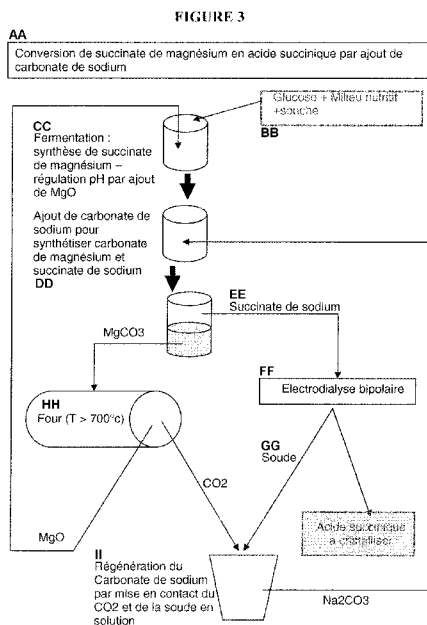 FIGURE 3
AA
Conversion de succinate de magnésium en acide succinique par ajout de
carbonate de sodium
Glucose + Milieu nutritif
+souche
BB
CC
Fermentation :
synthèse de succinate
de magnésium –
régulation pH par ajout
de MgO
Ajout de carbonate de
sodium pour
synthétiser carbonate
de magnésium et
succinate de sodium
DD
EE
Succinate de sodium
MgCO3
FF
Electrodialyse bipolaire
HH
Four (T > 700°c)
GG
Soude
CO2
Acide succinique
à cristalliser
MgO
II
Régénération du
Carbonate de sodium
par mise en contact du
CO2 et de la soude en
solution
Na2CO3